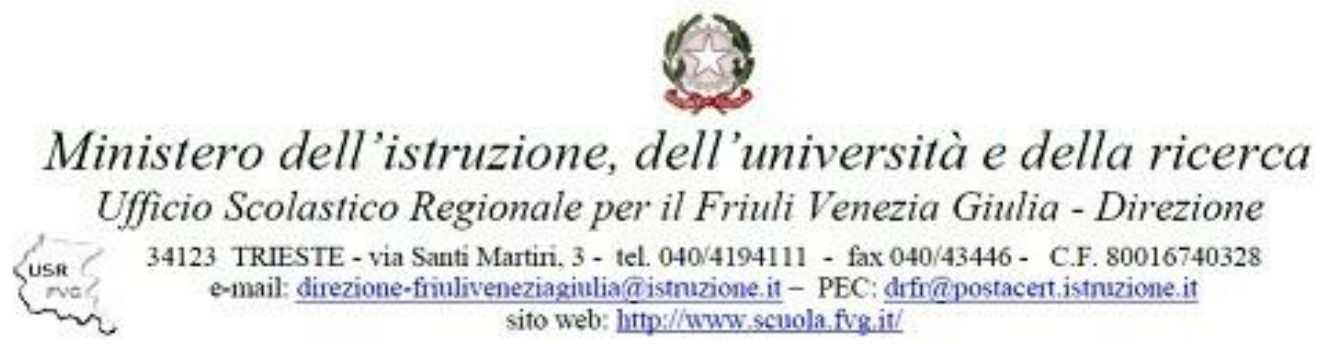 Ministero dell'istruzione, dell'università e della ricerca
Ufficio Scolastico Regionale per il Friuli Venezia Giulia - Direzione
34123 TRIESTE - via Santi Martiri, 3 - tel. 040/4194111 - fax 040/43446 - C.F. 80016740328
USR
FVG
e-mail: direzione-friuliveneziagiulia@istruzione.it – PEC: drfr@postacert.istruzione.it
sito web: http://www.scuola.fvg.it/